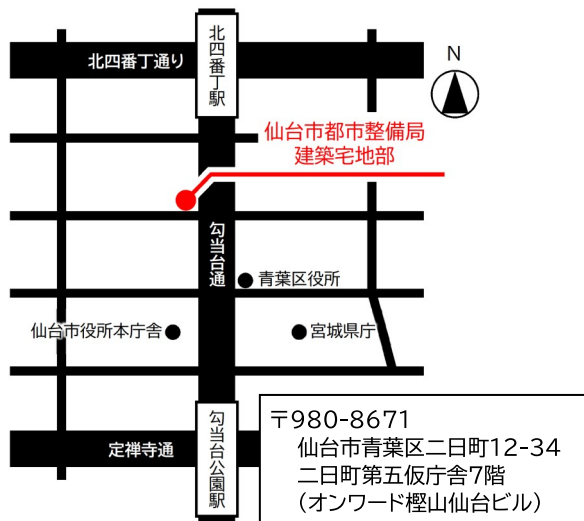 北四番丁通り
北四番丁駅
N
仙台市都市整備局
建築宅地部
勾当台通
青葉区役所
仙台市役所本庁舎
宮城県庁
定禅寺通
勾当台公園駅
〒980-8671
仙台市青葉区二日町12-34
二日町第五仮庁舎7階
(オンワード樫山仙台ビル)